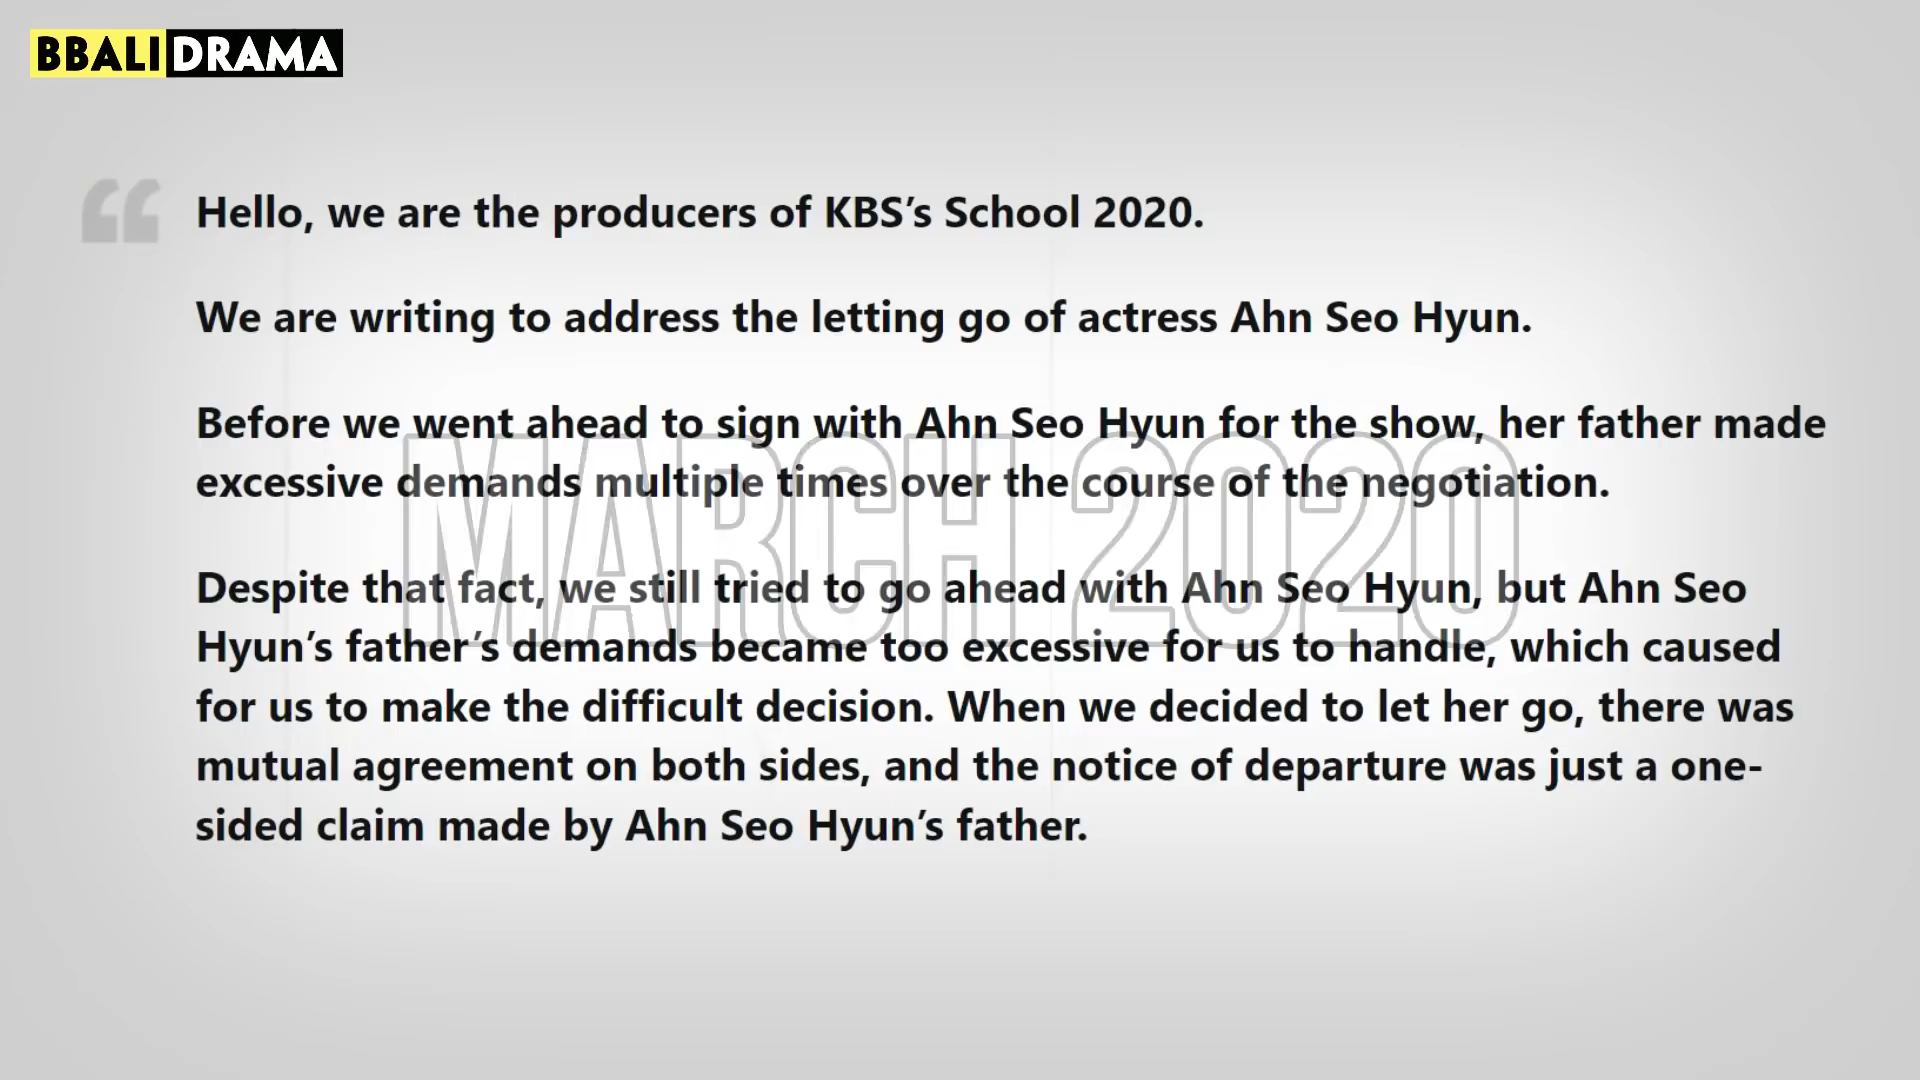 BBALI DRAMA
Hello, we are the producers of KBS’s School 2020.
We are writing to address the letting go of actress Ahn Seo Hyun.
Before we went ahead to sign with Ahn Seo Hyun for the show, her father made
excessive demands multiple times over the course of the negotiation.
MARCH 2020
Despite that fact, we still tried to go ahead with Ahn Seo Hyun, but Ahn Seo
Hyun’s father’s demands became too excessive for us to handle, which caused
for us to make the difficult decision. When we decided to let her go, there was
mutual agreement on both sides, and the notice of departure was just a one-
sided claim made by Ahn Seo Hyun’s father.